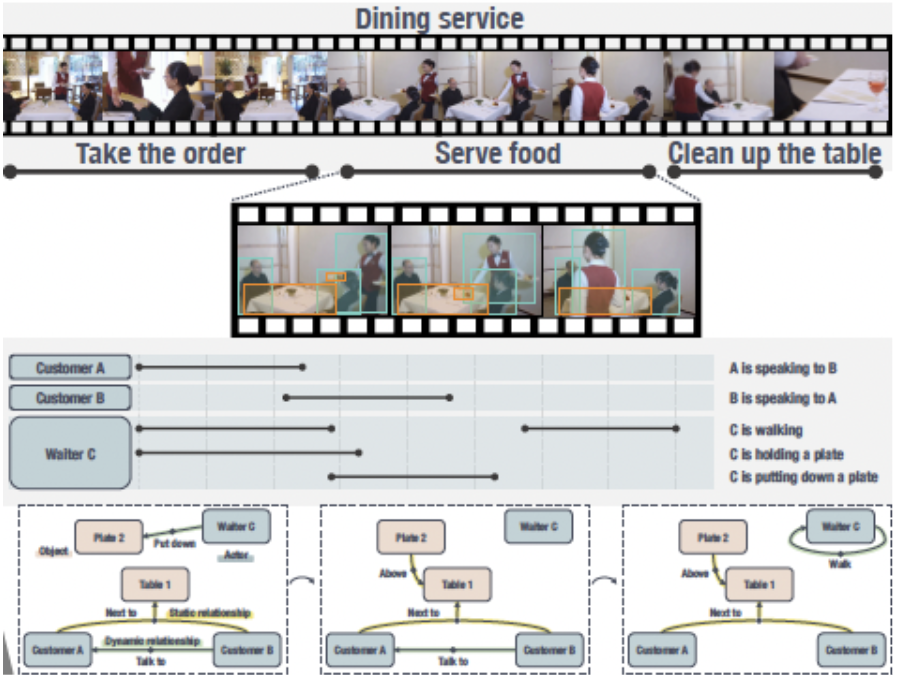 Dining service
Take the order
Serve food
Clean up the table
Customer A
A is speaking to B
Customer B
B is speaking to A
Waiter C
C is walking
C is holding a plate
C is putting down a plate
Plate 2
Put down
Waiter C
Object
Actor
Table 1
Next to
Static relationship
Customer A
Dynamic relationship
Customer B
Talk to
Plate 2
Waiter C
Above
Table 1
Next to
Customer A
Customer B
Talk to
Plate 2
Waiter C
Walk
Above
Table 1
Next to
Customer A
Customer B